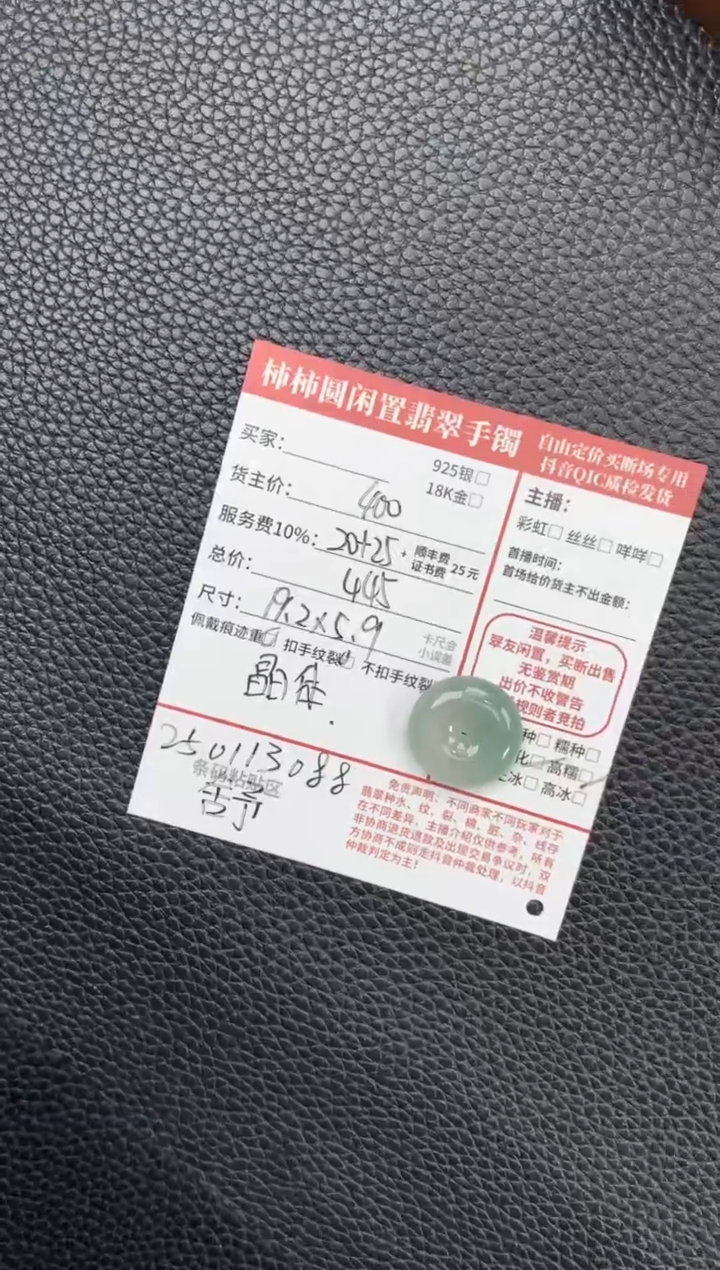 柿柿圆闲置翡翠手镯
自由定价买断场专用
抖音QIC质检发货
买家:
925银□
18K金□
货主价: 400
服务费10%: 20+25 + 顺丰费 证书费 25元
总价: 445
尺寸: 19.2×5.9
卡尺会
小误差
佩戴痕迹重□ 扣手纹裂□ 不扣手纹裂
250113088
条码粘贴区
主播:
彩虹□ 丝丝□ 咩咩□
首播时间:
首场给价货主不出金额:
温馨提示
翠友闲置,买断出售
无鉴赏期
出价不收警告
规则者竞拍
种□ 糯种□
化□ 高糯□
冰□ 高冰□
免责声明:不同商家不同玩家对于
翡翠种水、纹、裂、棉、脏、杂、线存
在不同差异,主播介绍仅供参考,所有
非协商退货退款及出现交易争议时,双
方协商不成则走抖音仲裁处理,以抖音
仲裁判定为主!